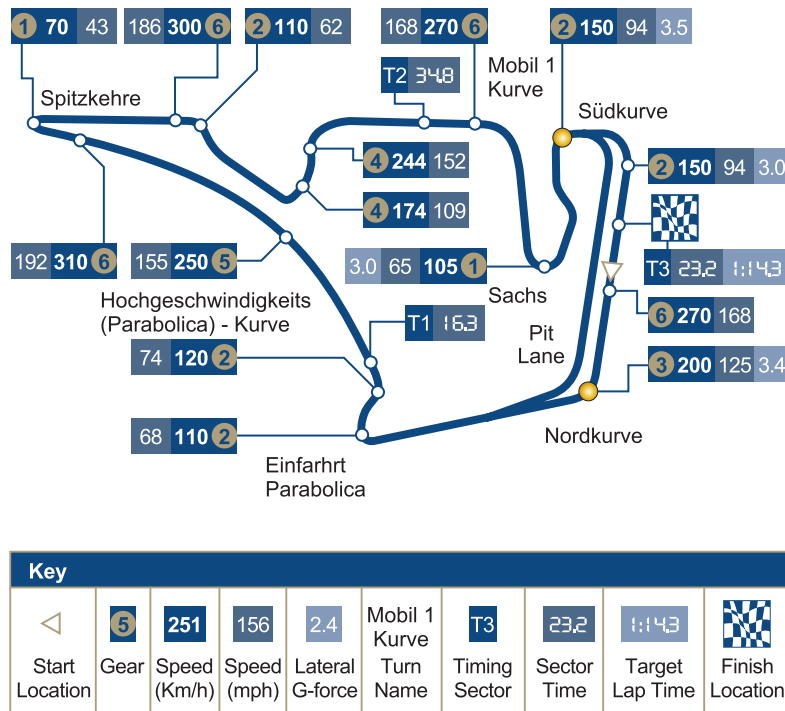 1 70 43
186 300 6
2 110 62
168 270 6
2 150 94 3.5
Mobil 1
Kurve
T2 34.8
Spitzkehre
Südkurve
4 244 152
2 150 94 3.0
4 174 109
192 310 6
155 250 5
3.0 65 105 1
T3 23.2 1:14.3
Hochgeschwindigkeits
(Parabolica) - Kurve
Sachs
T1 16.3
6 270 168
Pit
Lane
74 120 2
3 200 125 3.4
68 110 2
Nordkurve
Einfarhrt
Parabolica
Key
5
251
156
2.4
Mobil 1
Kurve
T3
23.2
1:14.3
Start
Location
Gear
Speed
(Km/h)
Speed
(mph)
Lateral
G-force
Turn
Name
Timing
Sector
Sector
Time
Target
Lap Time
Finish
Location